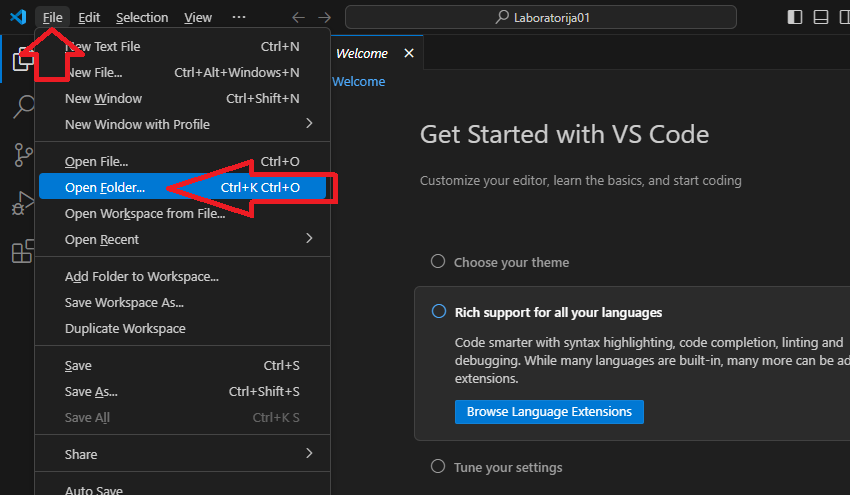 File Edit Selection View ··· Laboratorija01
New Text File Ctrl+N
New File... Ctrl+Alt+Windows+N
New Window Ctrl+Shift+N
New Window with Profile
Open File... Ctrl+O
Open Folder... Ctrl+K Ctrl+O
Open Workspace from File...
Open Recent
Add Folder to Workspace...
Save Workspace As...
Duplicate Workspace
Save Ctrl+S
Save As... Ctrl+Shift+S
Save All Ctrl+K S
Share
Auto Save
Welcome
Welcome
Get Started with VS Code
Customize your editor, learn the basics, and start coding
Choose your theme
Rich support for all your languages
Code smarter with syntax highlighting, code completion, linting and
debugging. While many languages are built-in, many more can be ad
extensions.
Browse Language Extensions
Tune your settings